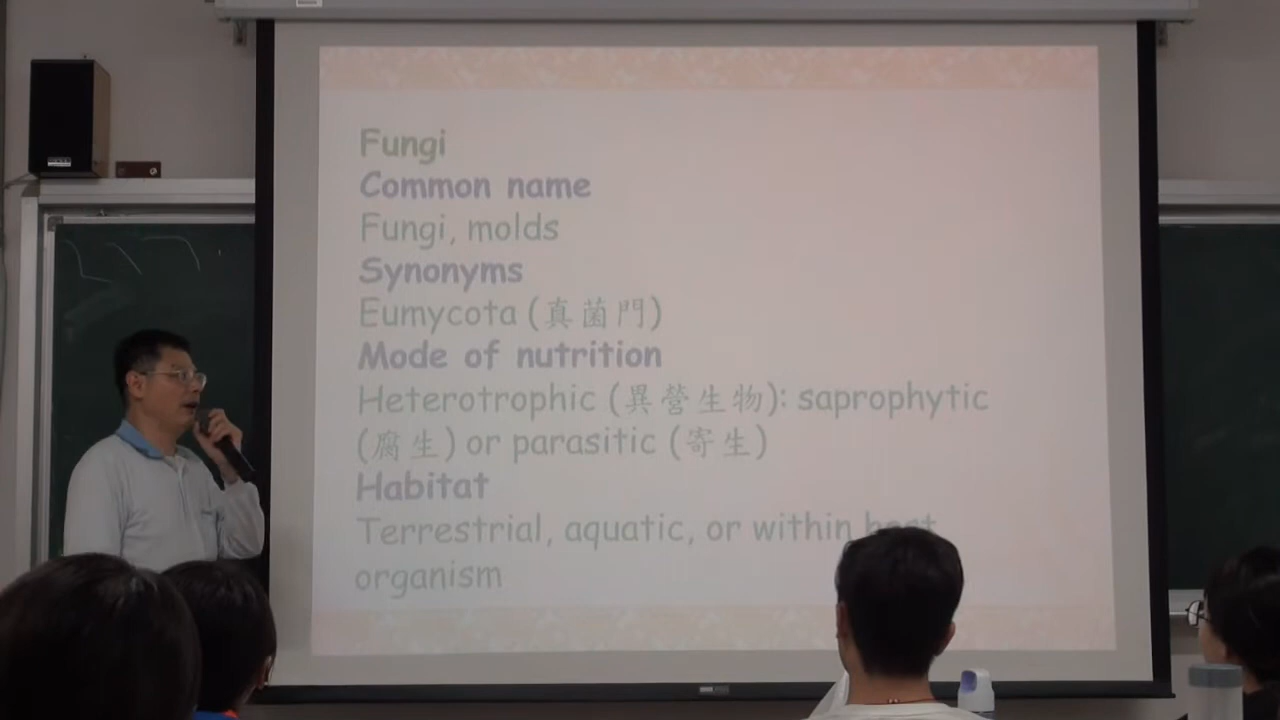 Fungi
Common name
Fungi, molds
Synonyms
Eumycota (真菌門)
Mode of nutrition
Heterotrophic (異營生物): saprophytic
(腐生) or parasitic (寄生)
Habitat
Terrestrial, aquatic, or within host
organism